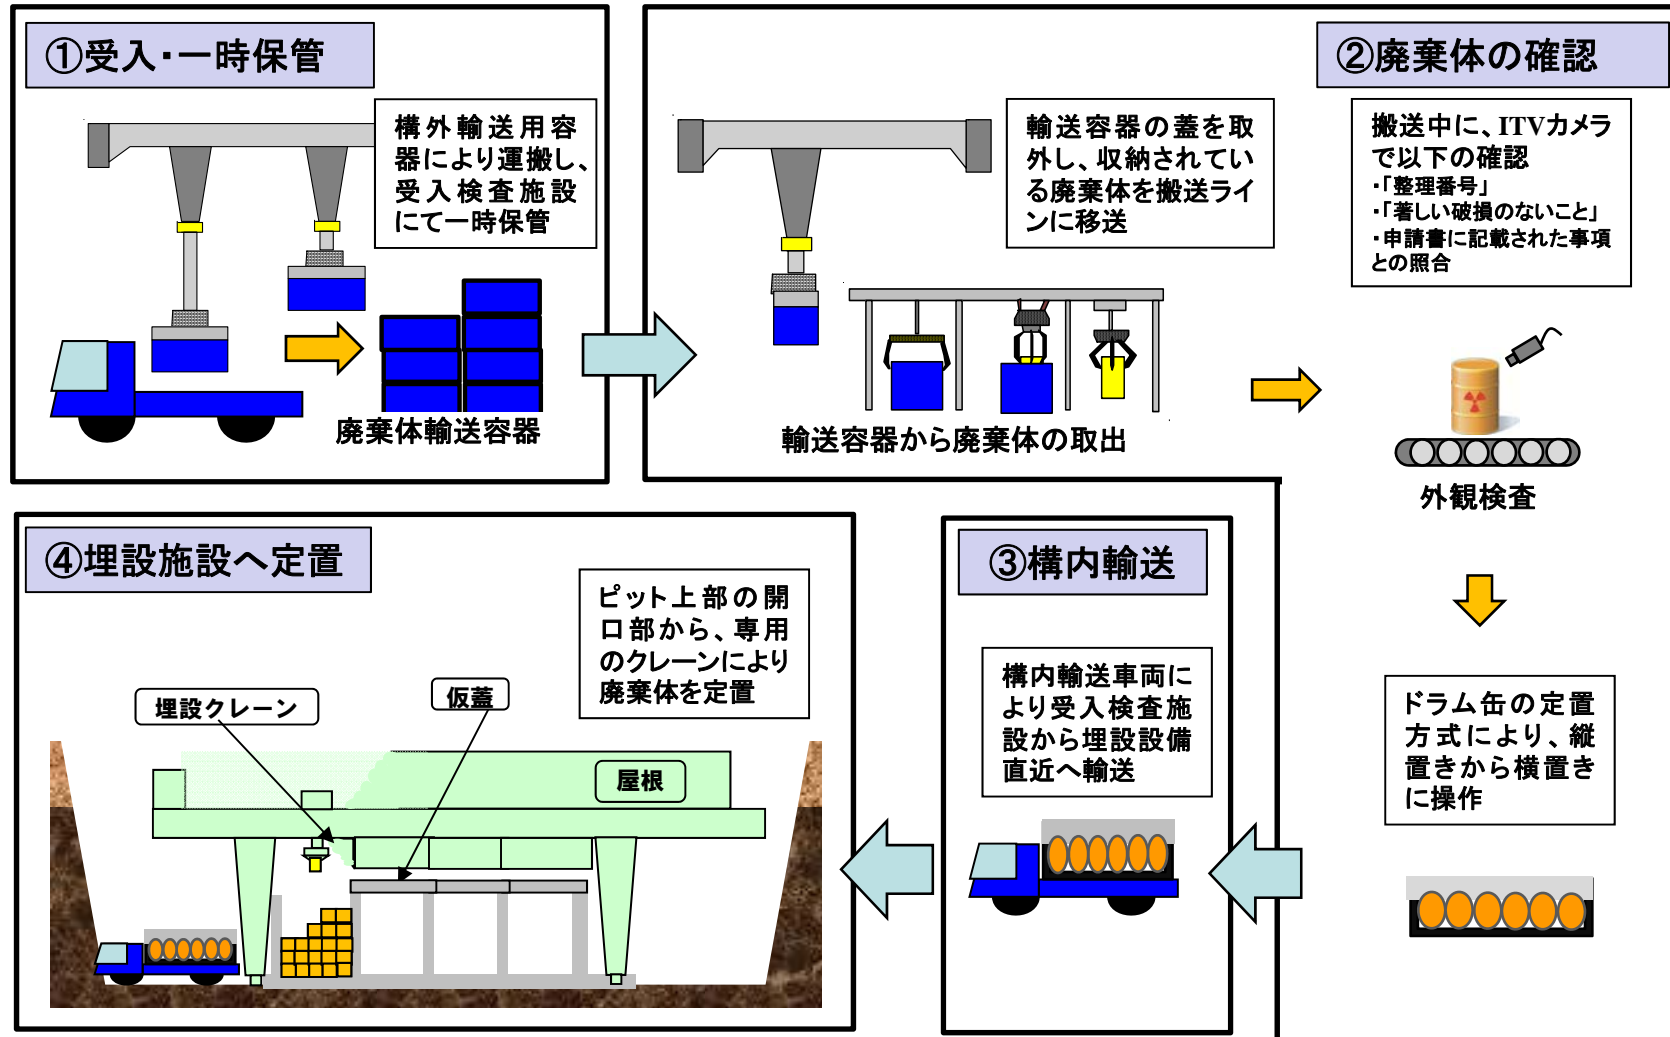 ①受入・一時保管
構外輸送用容
器により運搬し、
受入検査施設
にて一時保管
廃棄体輸送容器
②廃棄体の確認
輸送容器の蓋を取
外し、収納されてい
る廃棄体を搬送ライ
ンに移送
輸送容器から廃棄体の取出
搬送中に、ITVカメラ
で以下の確認
・「整理番号」
・「著しい破損のないこと」
・申請書に記載された事項
との照合
外観検査
ドラム缶の定置
方式により、縦
置きから横置き
に操作
③構内輸送
構内輸送車両に
より受入検査施
設から埋設設備
直近へ輸送
④埋設施設へ定置
ピット上部の開
口部から、専用
のクレーンにより
廃棄体を定置
埋設クレーン
仮蓋
屋根